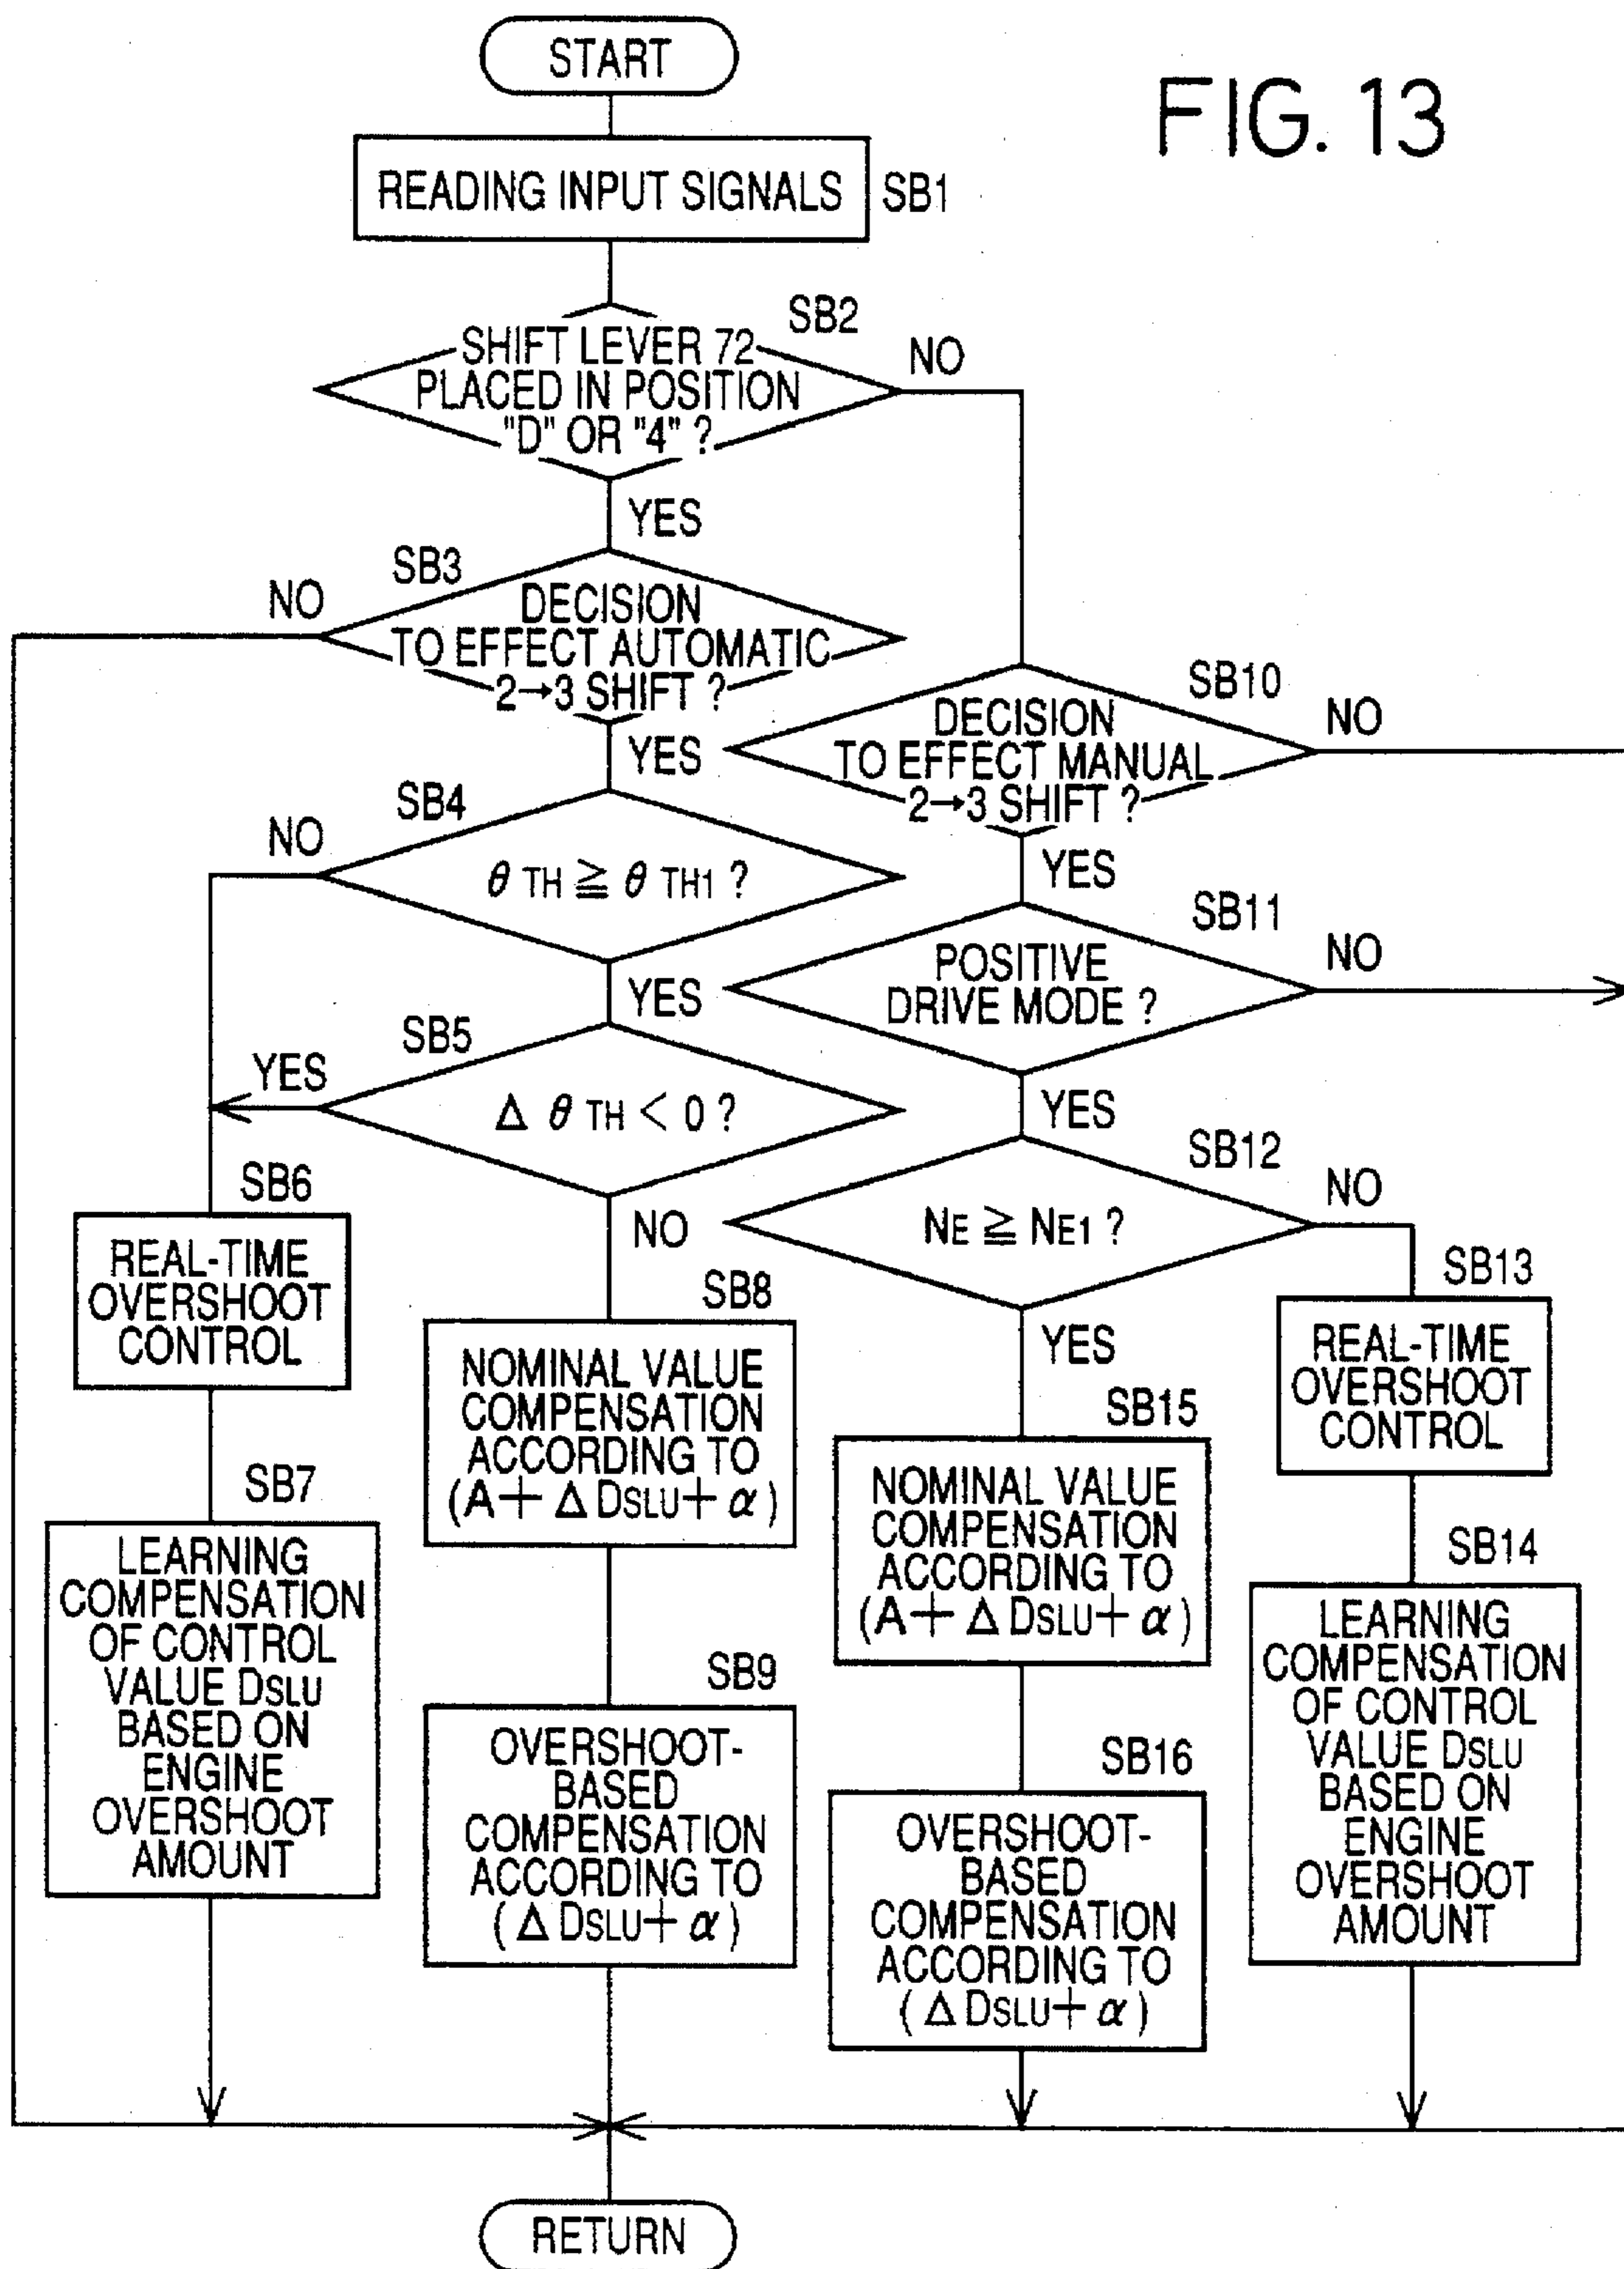 START
FIG. 13
READING INPUT SIGNALS
SB1
SB2
SHIFT LEVER 72
PLACED IN POSITION
"D" OR "4" ?
NO
YES
SB3
NO
DECISION
TO EFFECT AUTOMATIC
2→3 SHIFT ?
YES
SB10
DECISION
TO EFFECT MANUAL
2→3 SHIFT ?
NO
YES
SB4
NO
θ TH ≧ θ TH1 ?
YES
SB11
POSITIVE
DRIVE MODE ?
NO
YES
SB5
YES
Δ θ TH < 0 ?
NO
SB12
NE ≧ NE1 ?
NO
YES
SB6
REAL-TIME
OVERSHOOT
CONTROL
SB7
LEARNING
COMPENSATION
OF CONTROL
VALUE DSLU
BASED ON
ENGINE
OVERSHOOT
AMOUNT
SB8
NOMINAL VALUE
COMPENSATION
ACCORDING TO
(A+ Δ DSLU+ α)
SB9
OVERSHOOT-
BASED
COMPENSATION
ACCORDING TO
(Δ DSLU+ α)
SB15
NOMINAL VALUE
COMPENSATION
ACCORDING TO
(A+ Δ DSLU+ α)
SB16
OVERSHOOT-
BASED
COMPENSATION
ACCORDING TO
(Δ DSLU+ α)
SB13
REAL-TIME
OVERSHOOT
CONTROL
SB14
LEARNING
COMPENSATION
OF CONTROL
VALUE DSLU
BASED ON
ENGINE
OVERSHOOT
AMOUNT
RETURN